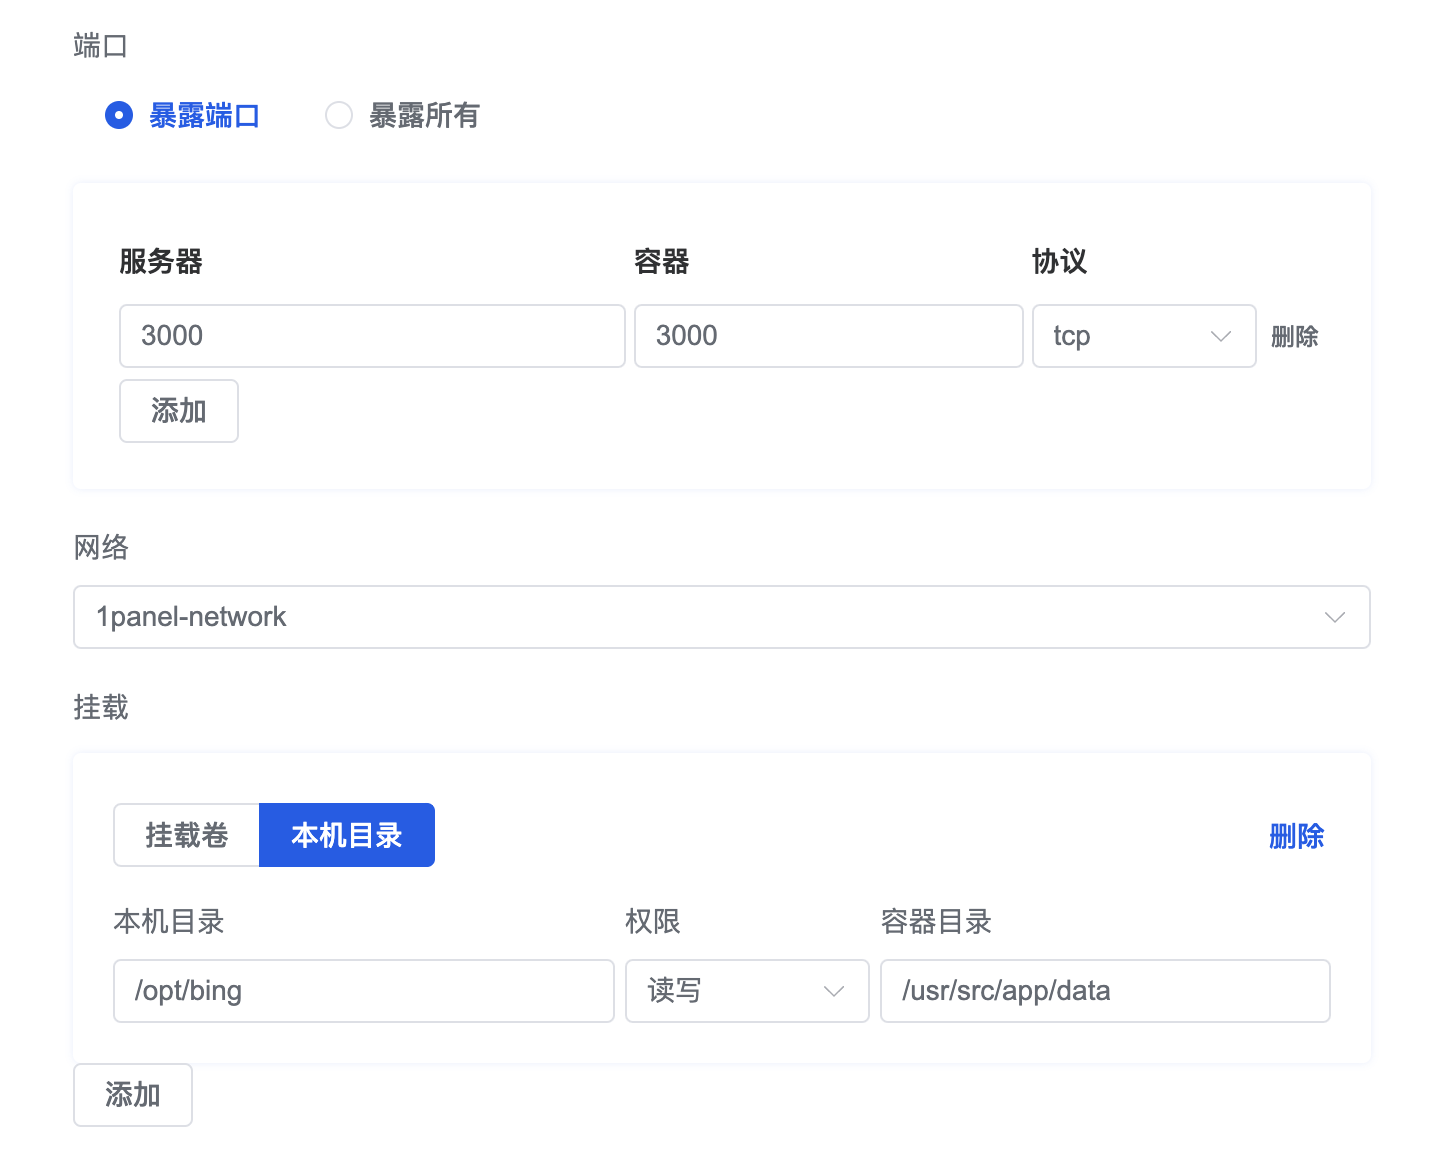 端口
暴露端口 暴露所有
服务器 容器 协议
3000 3000 tcp 删除
添加
网络
1panel-network
挂载
挂载卷 本机目录 删除
本机目录 权限 容器目录
/opt/bing 读写 /usr/src/app/data
添加